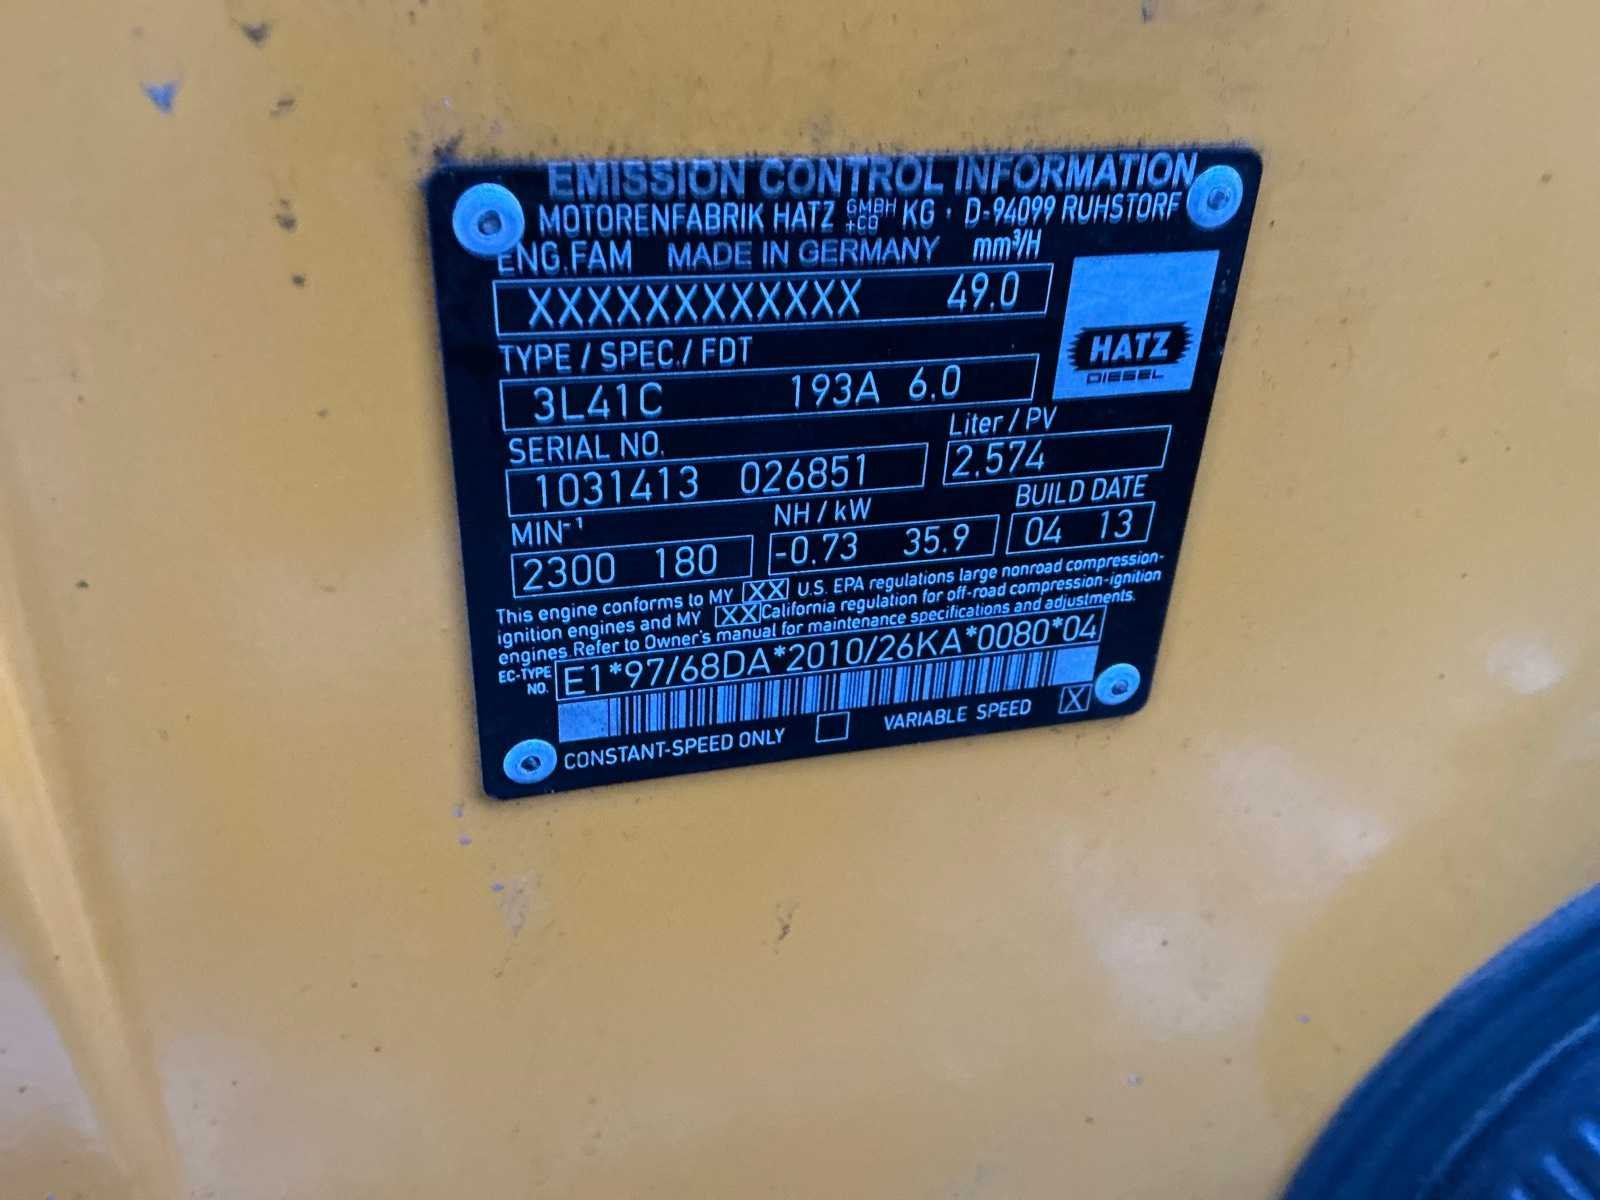 EMISSION CONTROL INFORMATION
MOTORENFABRIK HATZ GMBH +CO KG · D-94099 RUHSTORF
ENG.FAM MADE IN GERMANY mm³/H
XXXXXXXXXXXX 49.0
HATZ
DIESEL
TYPE / SPEC./ FDT
3L41C 193A 6.0
SERIAL NO. Liter / PV
1031413 026851 2.574
MIN-¹ NH / kW BUILD DATE
2300 180 -0.73 35.9 04 13
This engine conforms to MY XX U.S. EPA regulations large nonroad compression-
ignition engines and MY XX California regulation for off-road compression-ignition
engines. Refer to Owner's manual for maintenance specifications and adjustments.
EC-TYPE NO. E1*97/68DA*2010/26KA*0080*04
CONSTANT-SPEED ONLY VARIABLE SPEED X